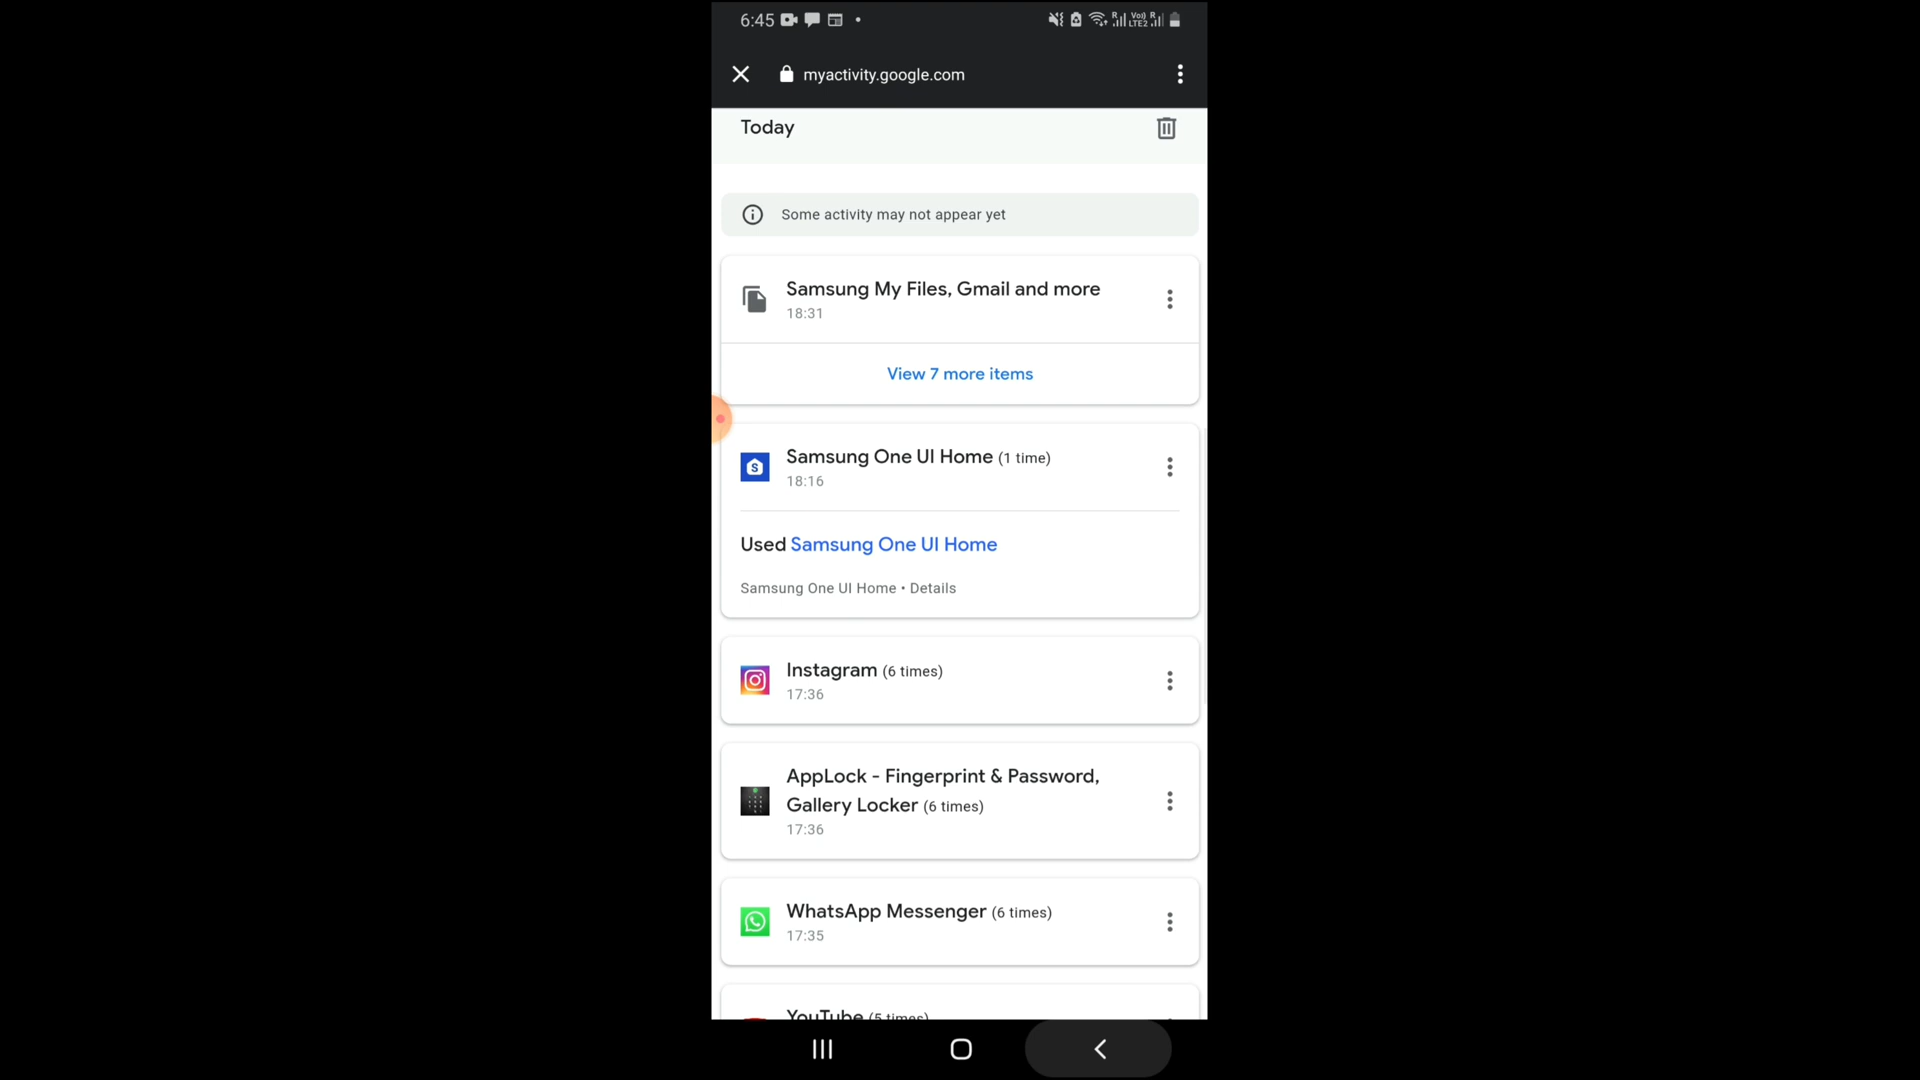 6:45
myactivity.google.com
Today
Some activity may not appear yet
Samsung My Files, Gmail and more
18:31
View 7 more items
Samsung One UI Home (1 time)
18:16
Used Samsung One UI Home
Samsung One UI Home • Details
Instagram (6 times)
17:36
AppLock - Fingerprint & Password,
Gallery Locker (6 times)
17:36
WhatsApp Messenger (6 times)
17:35
YouTube (5 times)